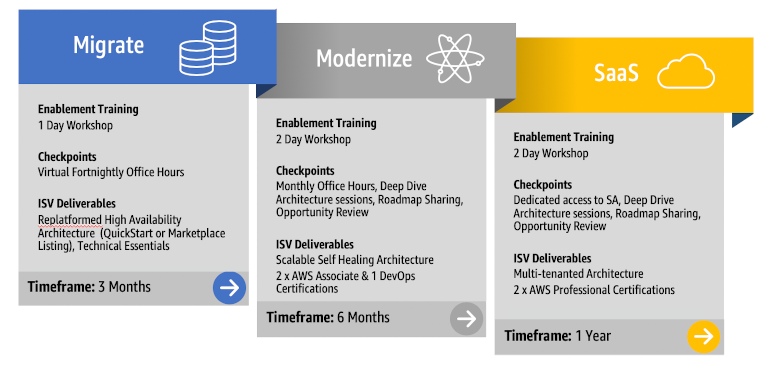 Migrate
Enablement Training
1 Day Workshop
Checkpoints
Virtual Fortnightly Office Hours
ISV Deliverables
Replatformed High Availability
Architecture (QuickStart or Marketplace
Listing), Technical Essentials
Timeframe: 3 Months
Modernize
Enablement Training
2 Day Workshop
Checkpoints
Monthly Office Hours, Deep Dive
Architecture sessions, Roadmap Sharing,
Opportunity Review
ISV Deliverables
Scalable Self Healing Architecture
2 x AWS Associate & 1 DevOps
Certifications
Timeframe: 6 Months
SaaS
Enablement Training
2 Day Workshop
Checkpoints
Dedicated access to SA, Deep Drive
Architecture sessions, Roadmap Sharing,
Opportunity Review
ISV Deliverables
Multi-tenanted Architecture
2 x AWS Professional Certifications
Timeframe: 1 Year